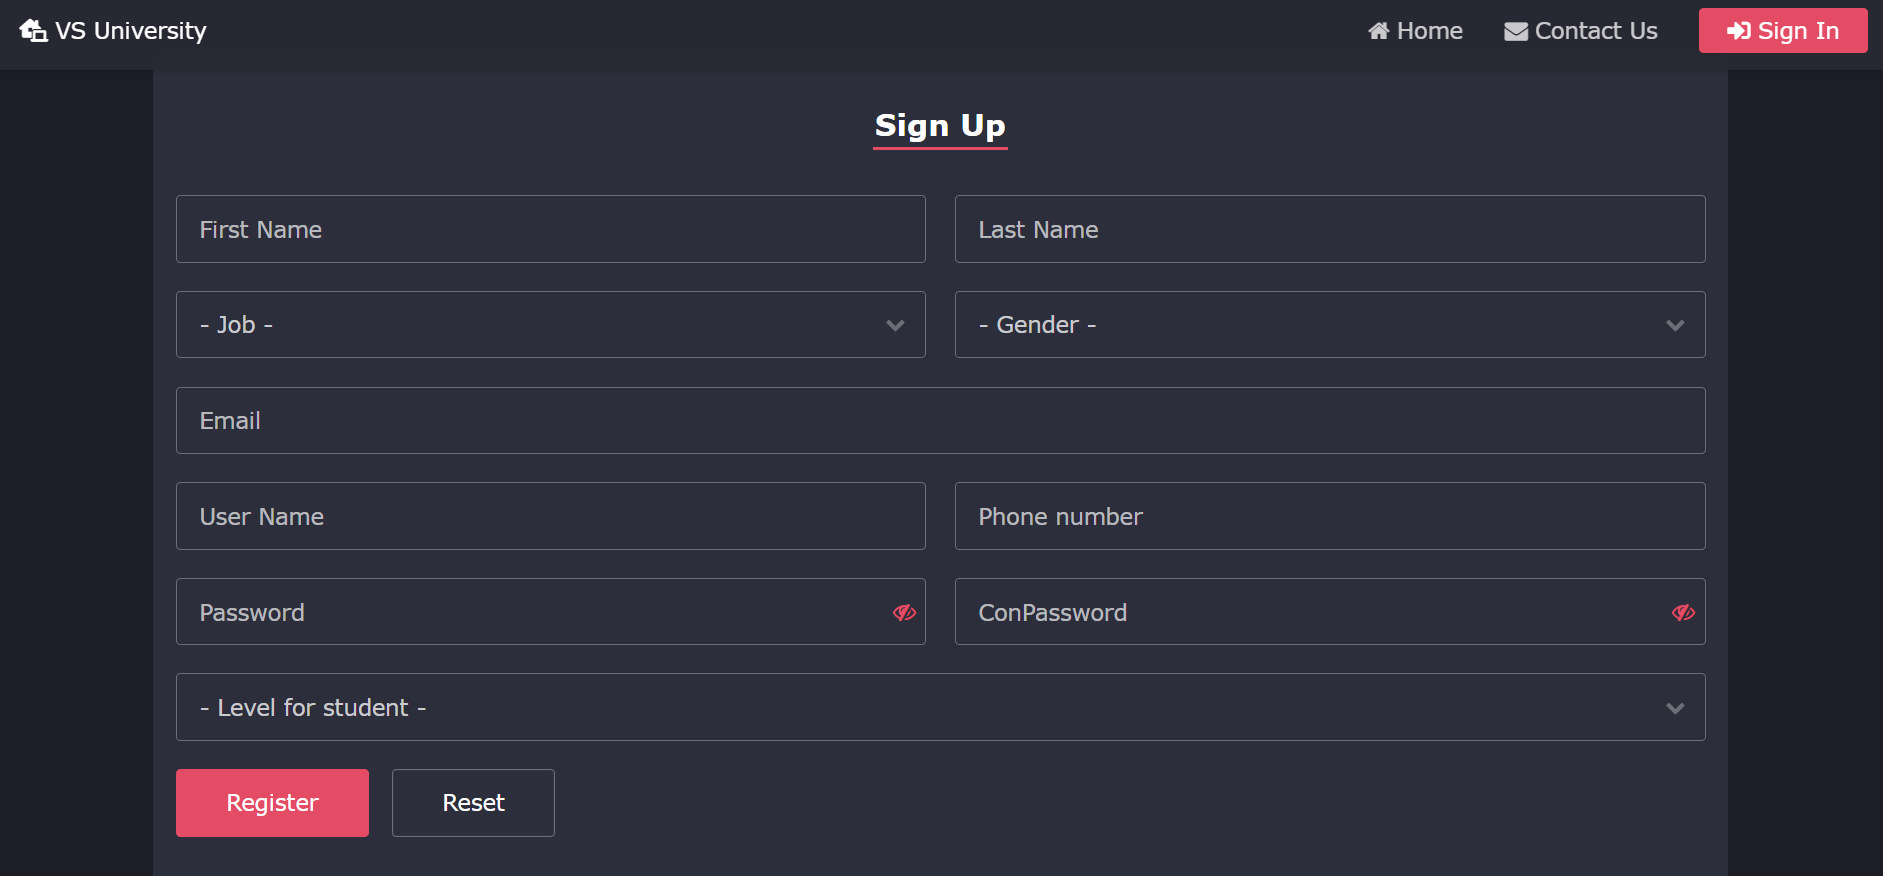 VS University
Home
Contact Us
Sign In
Sign Up
First Name
Last Name
- Job -
- Gender -
Email
User Name
Phone number
Password
ConPassword
- Level for student -
Register
Reset